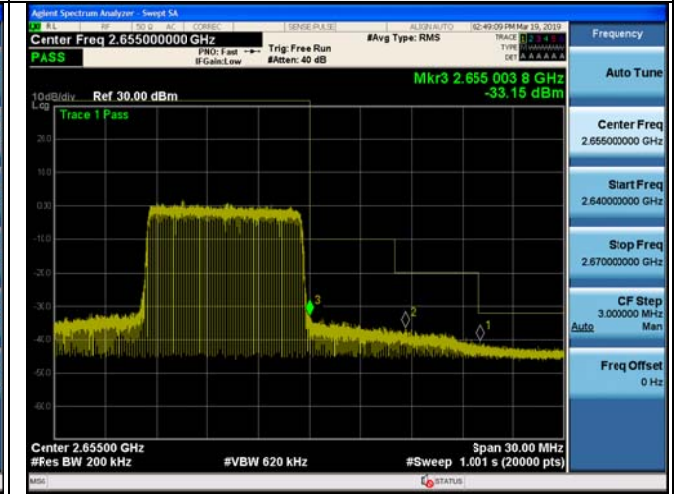 Agilent Spectrum Analyzer - Swept SA
RL RF 50 Ω AC CORREC SENSE:PULSE ALIGN AUTO 02:49:09 PM Mar 19, 2019
Center Freq 2.655000000 GHz
PASS
PNO: Fast
IFGain:Low
Trig: Free Run
#Atten: 40 dB
#Avg Type: RMS
TRACE 1 2 3 4 5 6
TYPE
DET A A A A A A
Mkr3 2.655 003 8 GHz
-33.15 dBm
10dB/div Ref 30.00 dBm
Log
Trace 1 Pass
20.0
10.0
0.00
-10.0
-20.0
-30.0
-40.0
-50.0
-60.0
3
2
1
Center 2.65500 GHz
Span 30.00 MHz
#Res BW 200 kHz
#VBW 620 kHz
#Sweep 1.001 s (20000 pts)
MSG
STATUS
Frequency
Auto Tune
Center Freq
2.655000000 GHz
Start Freq
2.640000000 GHz
Stop Freq
2.670000000 GHz
CF Step
3.000000 MHz
Auto Man
Freq Offset
0 Hz